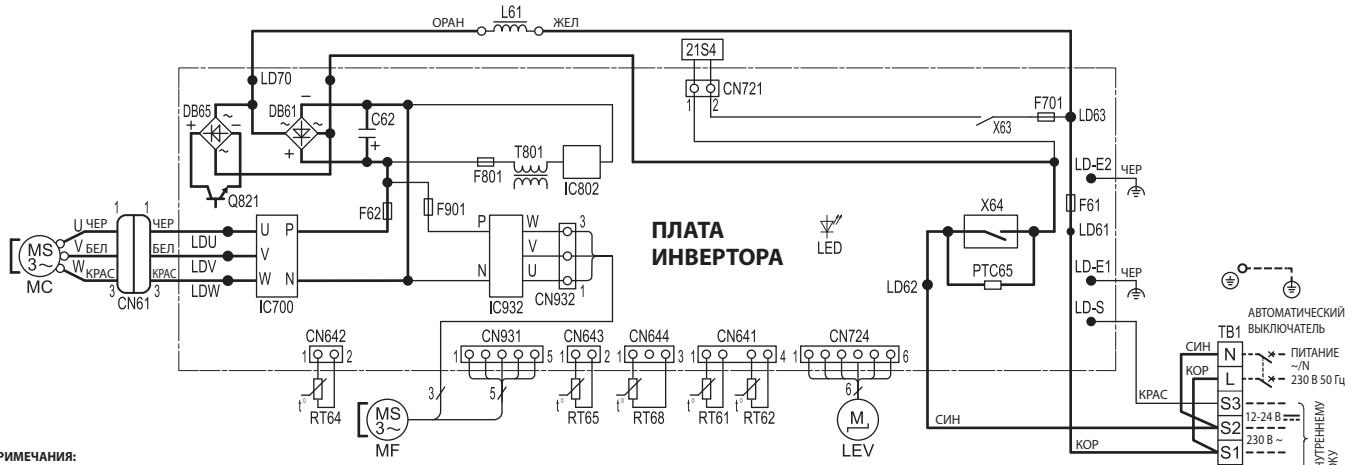 L61
ОРАН ЖЕЛ
21S4
LD70
CN721
1 2
DB65 DB61
− ~ + − ~ ~ + ~
C62
+
X63
F701
LD63
F801
T801
IC802
Q821
LD-E2 ЧЕР
F62 F901
X64
F61
LD61
ПЛАТА
ИНВЕРТОРА
LED
PTC65
LD62
LD-E1 ЧЕР
LD-S
1 1
U ЧЕР ЧЕР LDU U P
V БЕЛ БЕЛ LDV V
W КРАС КРАС LDW W N
3 3
MS
3~
MC
CN61
IC700
P W 3
V
N U 1
IC932
CN932
CN642
1 2
CN931
1 5
CN643
1 2
CN644
1 3
CN641
1 4
CN724
1 6
t° RT64
3 5
MS
3~
MF
t° RT65
t° RT68
t° RT61
t° RT62
6
M
LEV
АВТОМАТИЧЕСКИЙ
ВЫКЛЮЧАТЕЛЬ
TB1
СИН N ПИТАНИЕ
~/N
КОР L 230 В 50 Гц
КРАС S3
12-24 В
СИН S2
230 В ~
КОР S1
РИМЕЧАНИЯ: